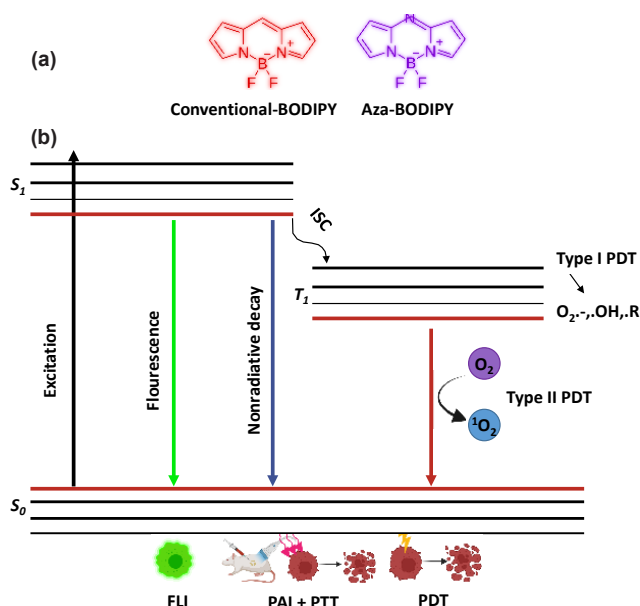 (a)
N
N
B
N
+
-
F
F
N
N
B
N
+
-
F
F
Conventional-BODIPY
Aza-BODIPY
(b)
S1
ISC
Type I PDT
T1
O2.-,.OH,.R
Excitation
Flourescence
Nonradiative decay
O2
Type II PDT
1O2
S0
FLI
PAI + PTT
PDT